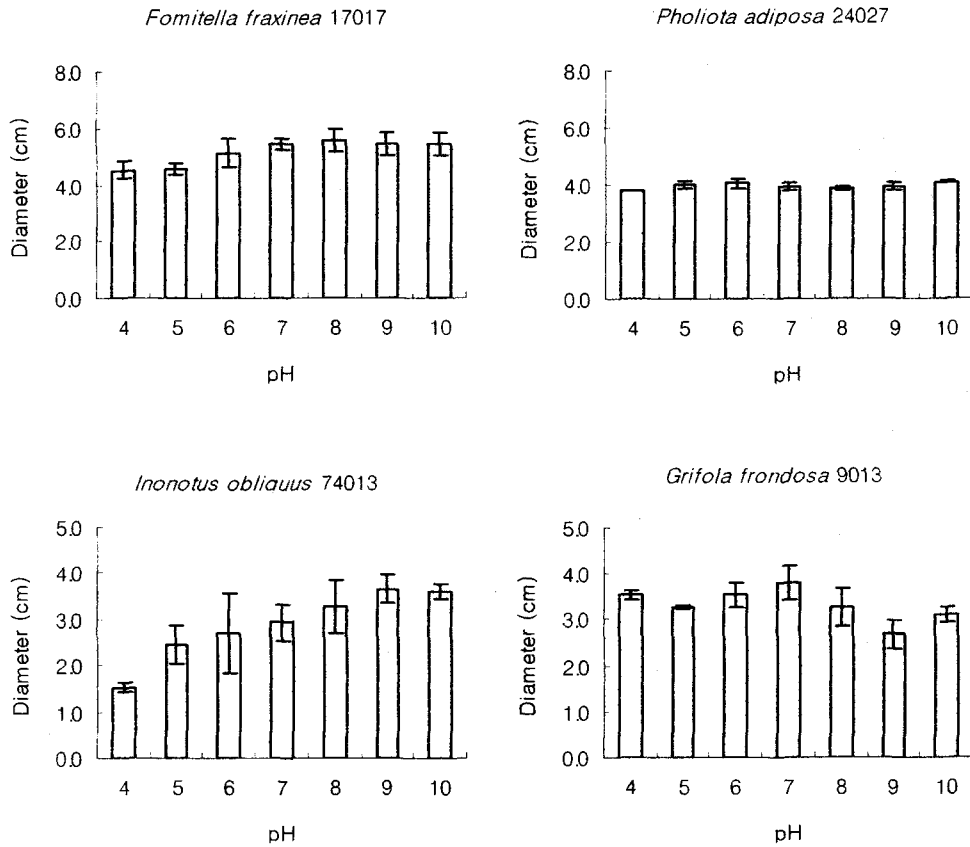 Fomitella fraxinea 17017
8.0
6.0
4.0
2.0
0.0
Diameter (cm)
4 5 6 7 8 9 10
pH
Pholiota adiposa 24027
8.0
6.0
4.0
2.0
0.0
Diameter (cm)
4 5 6 7 8 9 10
pH
Inonotus obliquus 74013
5.0
4.0
3.0
2.0
1.0
0.0
Diameter (cm)
4 5 6 7 8 9 10
pH
Grifola frondosa 9013
5.0
4.0
3.0
2.0
1.0
0.0
Diameter (cm)
4 5 6 7 8 9 10
pH